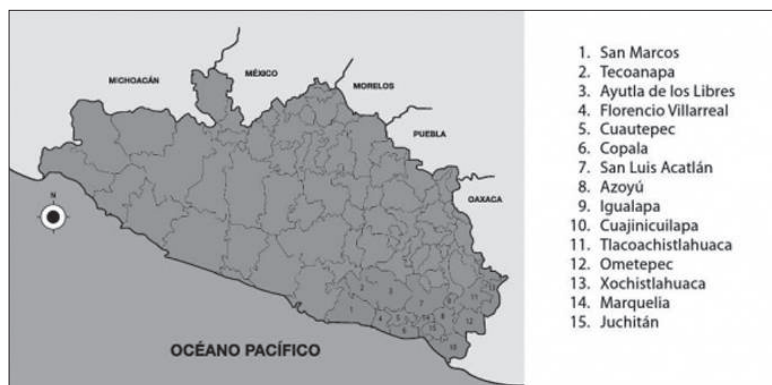 MICHOACÁN
MÉXICO
MORELOS
PUEBLA
OAXACA
N
OCÉANO PACÍFICO
1. San Marcos
2. Tecoanapa
3. Ayutla de los Libres
4. Florencio Villarreal
5. Cuautepec
6. Copala
7. San Luis Acatlán
8. Azoyú
9. Igualapa
10. Cuajinicuilapa
11. Tlacoachistlahuaca
12. Ometepec
13. Xochistlahuaca
14. Marquelia
15. Juchitán